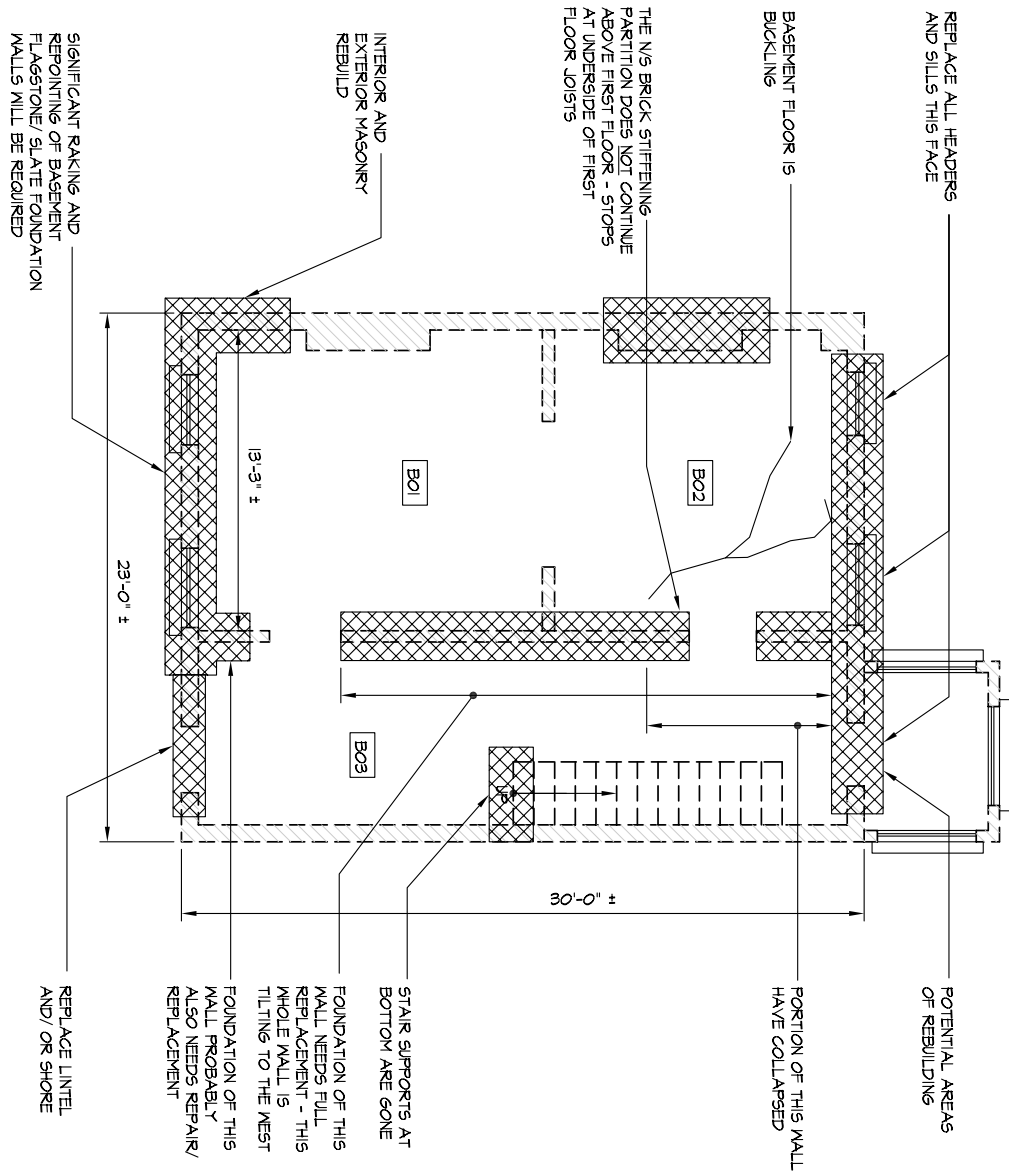 REPLACE ALL HEADERS
AND SILLS THIS FACE
BASEMENT FLOOR IS
BUCKLING
THE N/S BRICK STIFFENING
PARTITION DOES NOT CONTINUE
ABOVE FIRST FLOOR - STOPS
AT UNDERSIDE OF FIRST
FLOOR JOISTS
INTERIOR AND
EXTERIOR MASONRY
REBUILD
SIGNIFICANT RAKING AND
REPOINTING OF BASEMENT
FLAGSTONE/ SLATE FOUNDATION
WALLS WILL BE REQUIRED
B02
B01
B03
UP
13'-3" ±
23'-0" ±
30'-0" ±
POTENTIAL AREAS
OF REBUILDING
PORTION OF THIS WALL
HAVE COLLAPSED
STAIR SUPPORTS AT
BOTTOM ARE GONE
FOUNDATION OF THIS
WALL NEEDS FULL
REPLACEMENT - THIS
WHOLE WALL IS
TILTING TO THE WEST
FOUNDATION OF THIS
WALL PROBABLY
ALSO NEEDS REPAIR/
REPLACEMENT
REPLACE LINTEL
AND/ OR SHORE